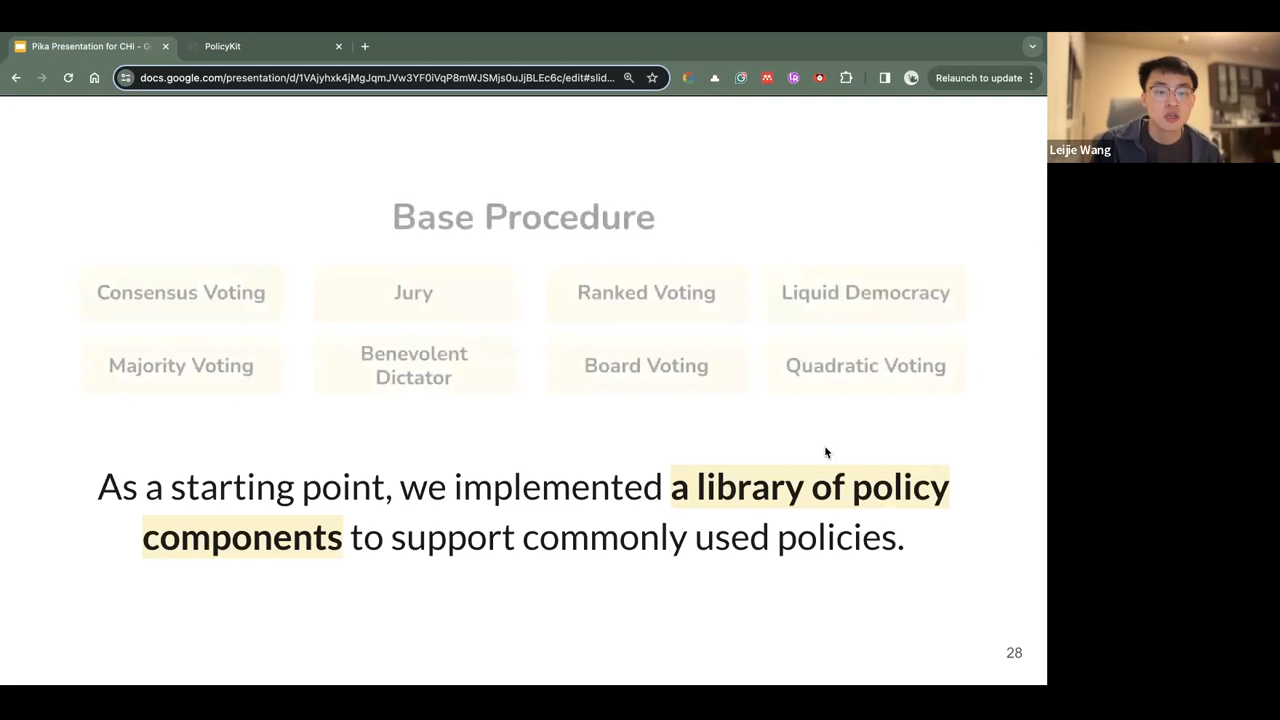 Pika Presentation for CHI - G
PolicyKit
docs.google.com/presentation/d/1VAjyhxk4jMgJqmJVw3YF0iVqP8mWJSMjs0uJjBLEc6c/edit#slid...
Relaunch to update
Leijie Wang
Base Procedure
Consensus Voting
Jury
Ranked Voting
Liquid Democracy
Majority Voting
Benevolent
Dictator
Board Voting
Quadratic Voting
As a starting point, we implemented a library of policy
components to support commonly used policies.
28